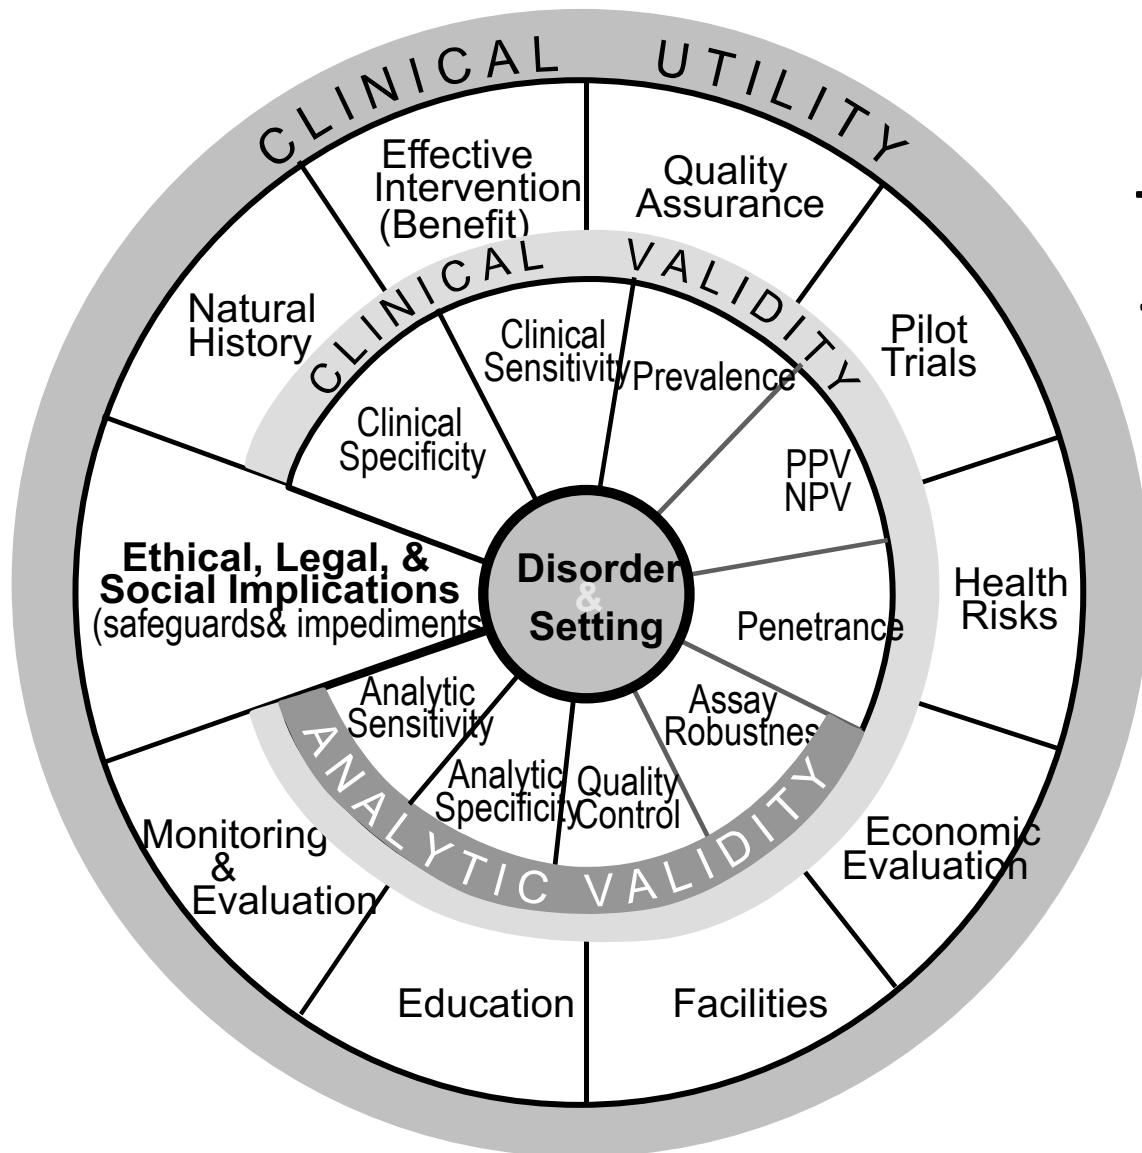 CLINICAL UTILITY
Effective
Intervention
(Benefit)
Quality
Assurance
Natural
History
Pilot
Trials
CLINICAL VALIDITY
Clinical
Sensitivity
Prevalence
Clinical
Specificity
PPV
NPV
Ethical, Legal, &
Social Implications
(safeguards& impediments
Disorder
&
Setting
Health
Risks
Penetrance
Analytic
Sensitivity
Assay
Robustnes
Analytic
Specificity
Quality
Control
ANALYTIC VALIDITY
Monitoring
&
Evaluation
Economic
Evaluation
Education
Facilities